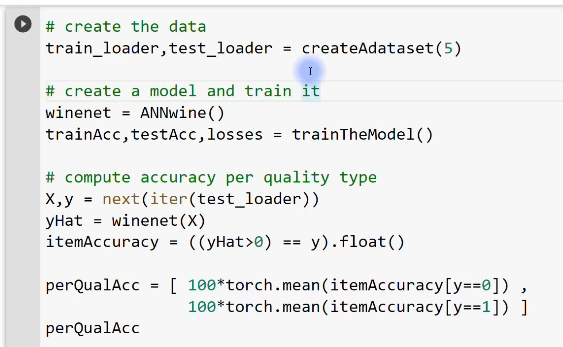 # create the data
train_loader,test_loader = createAdataset(5)
# create a model and train it
winenet = ANNwine()
trainAcc,testAcc,losses = trainTheModel()
# compute accuracy per quality type
X,y = next(iter(test_loader))
yHat = winenet(X)
itemAccuracy = ((yHat>0) == y).float()
perQualAcc = [ 100*torch.mean(itemAccuracy[y==0]) ,
100*torch.mean(itemAccuracy[y==1]) ]
perQualAcc